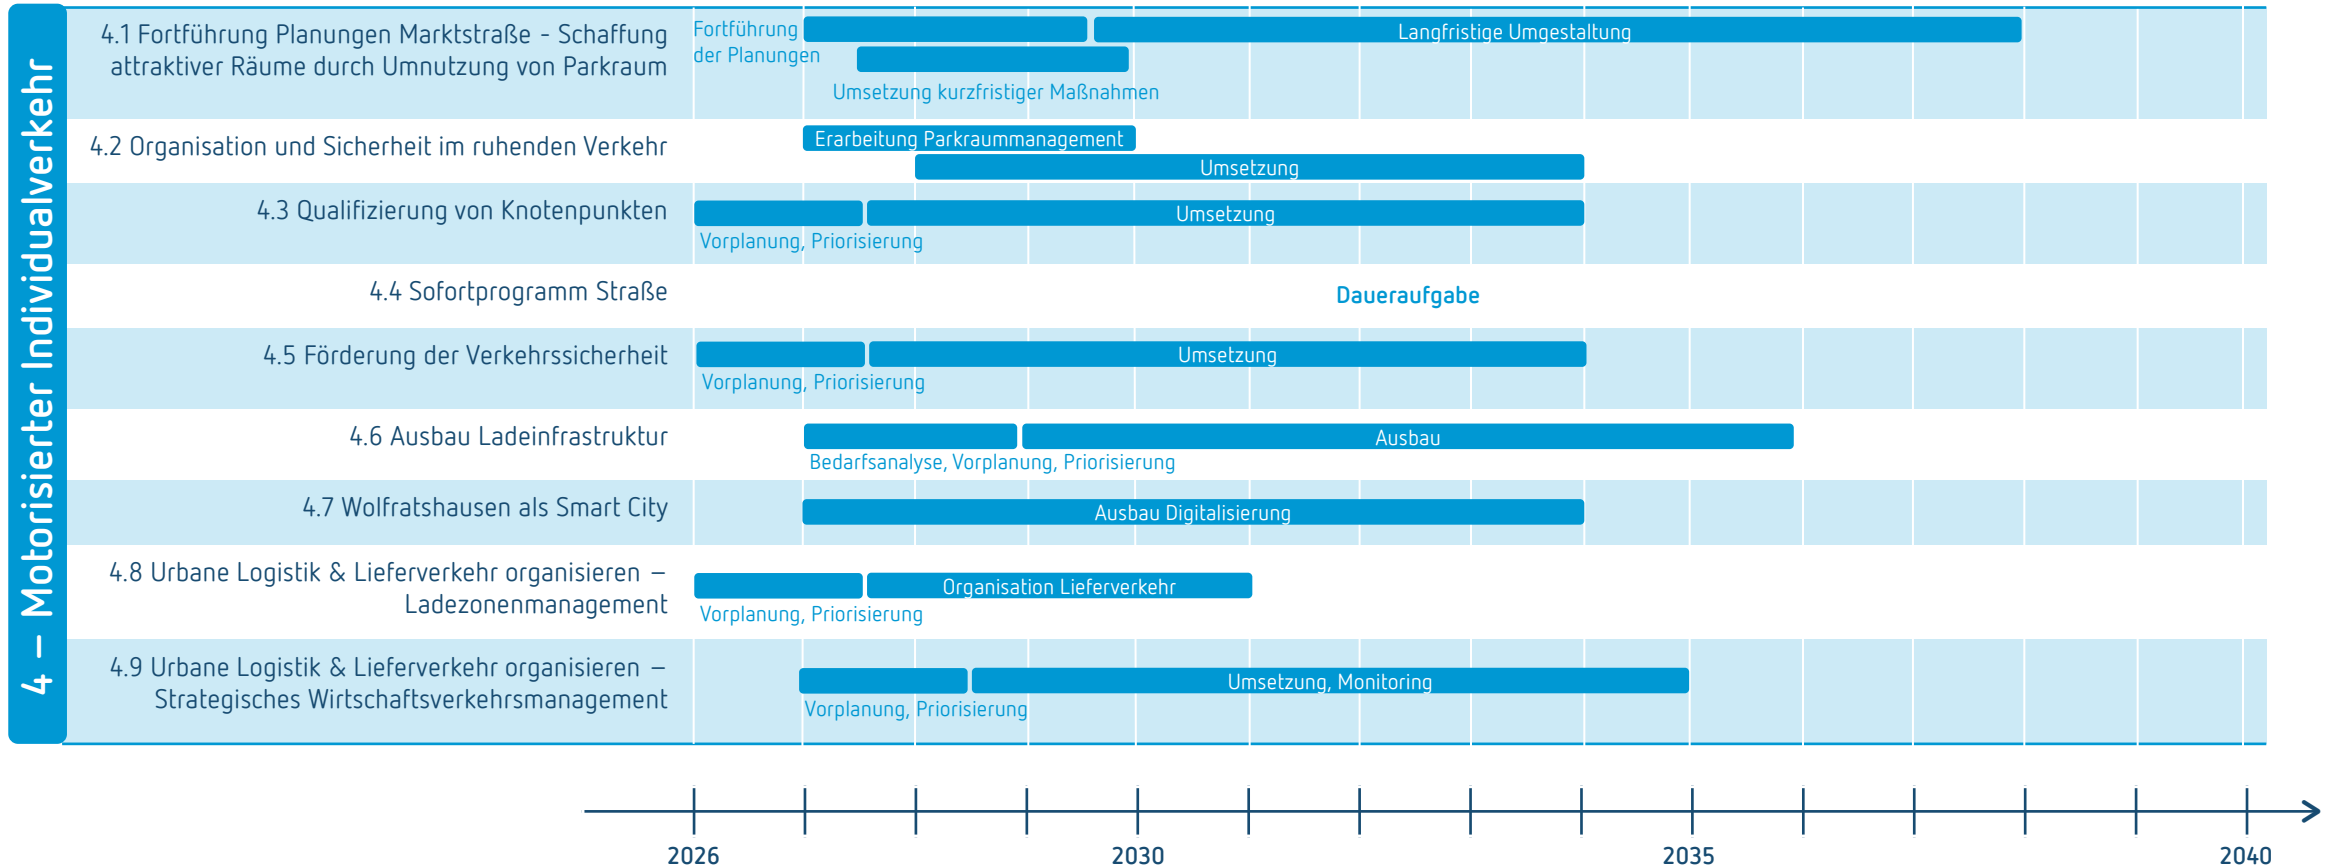 4 – Motorisierter Individualverkehr
4.1 Fortführung Planungen Marktstraße - Schaffung
attraktiver Räume durch Umnutzung von Parkraum
Fortführung
der Planungen
Langfristige Umgestaltung
Umsetzung kurzfristiger Maßnahmen
4.2 Organisation und Sicherheit im ruhenden Verkehr
Erarbeitung Parkraummanagement
Umsetzung
4.3 Qualifizierung von Knotenpunkten
Umsetzung
Vorplanung, Priorisierung
4.4 Sofortprogramm Straße
Daueraufgabe
4.5 Förderung der Verkehrssicherheit
Umsetzung
Vorplanung, Priorisierung
4.6 Ausbau Ladeinfrastruktur
Ausbau
Bedarfsanalyse, Vorplanung, Priorisierung
4.7 Wolfratshausen als Smart City
Ausbau Digitalisierung
4.8 Urbane Logistik & Lieferverkehr organisieren –
Ladezonenmanagement
Organisation Lieferverkehr
Vorplanung, Priorisierung
4.9 Urbane Logistik & Lieferverkehr organisieren –
Strategisches Wirtschaftsverkehrsmanagement
Umsetzung, Monitoring
Vorplanung, Priorisierung
2026 2030 2035 2040